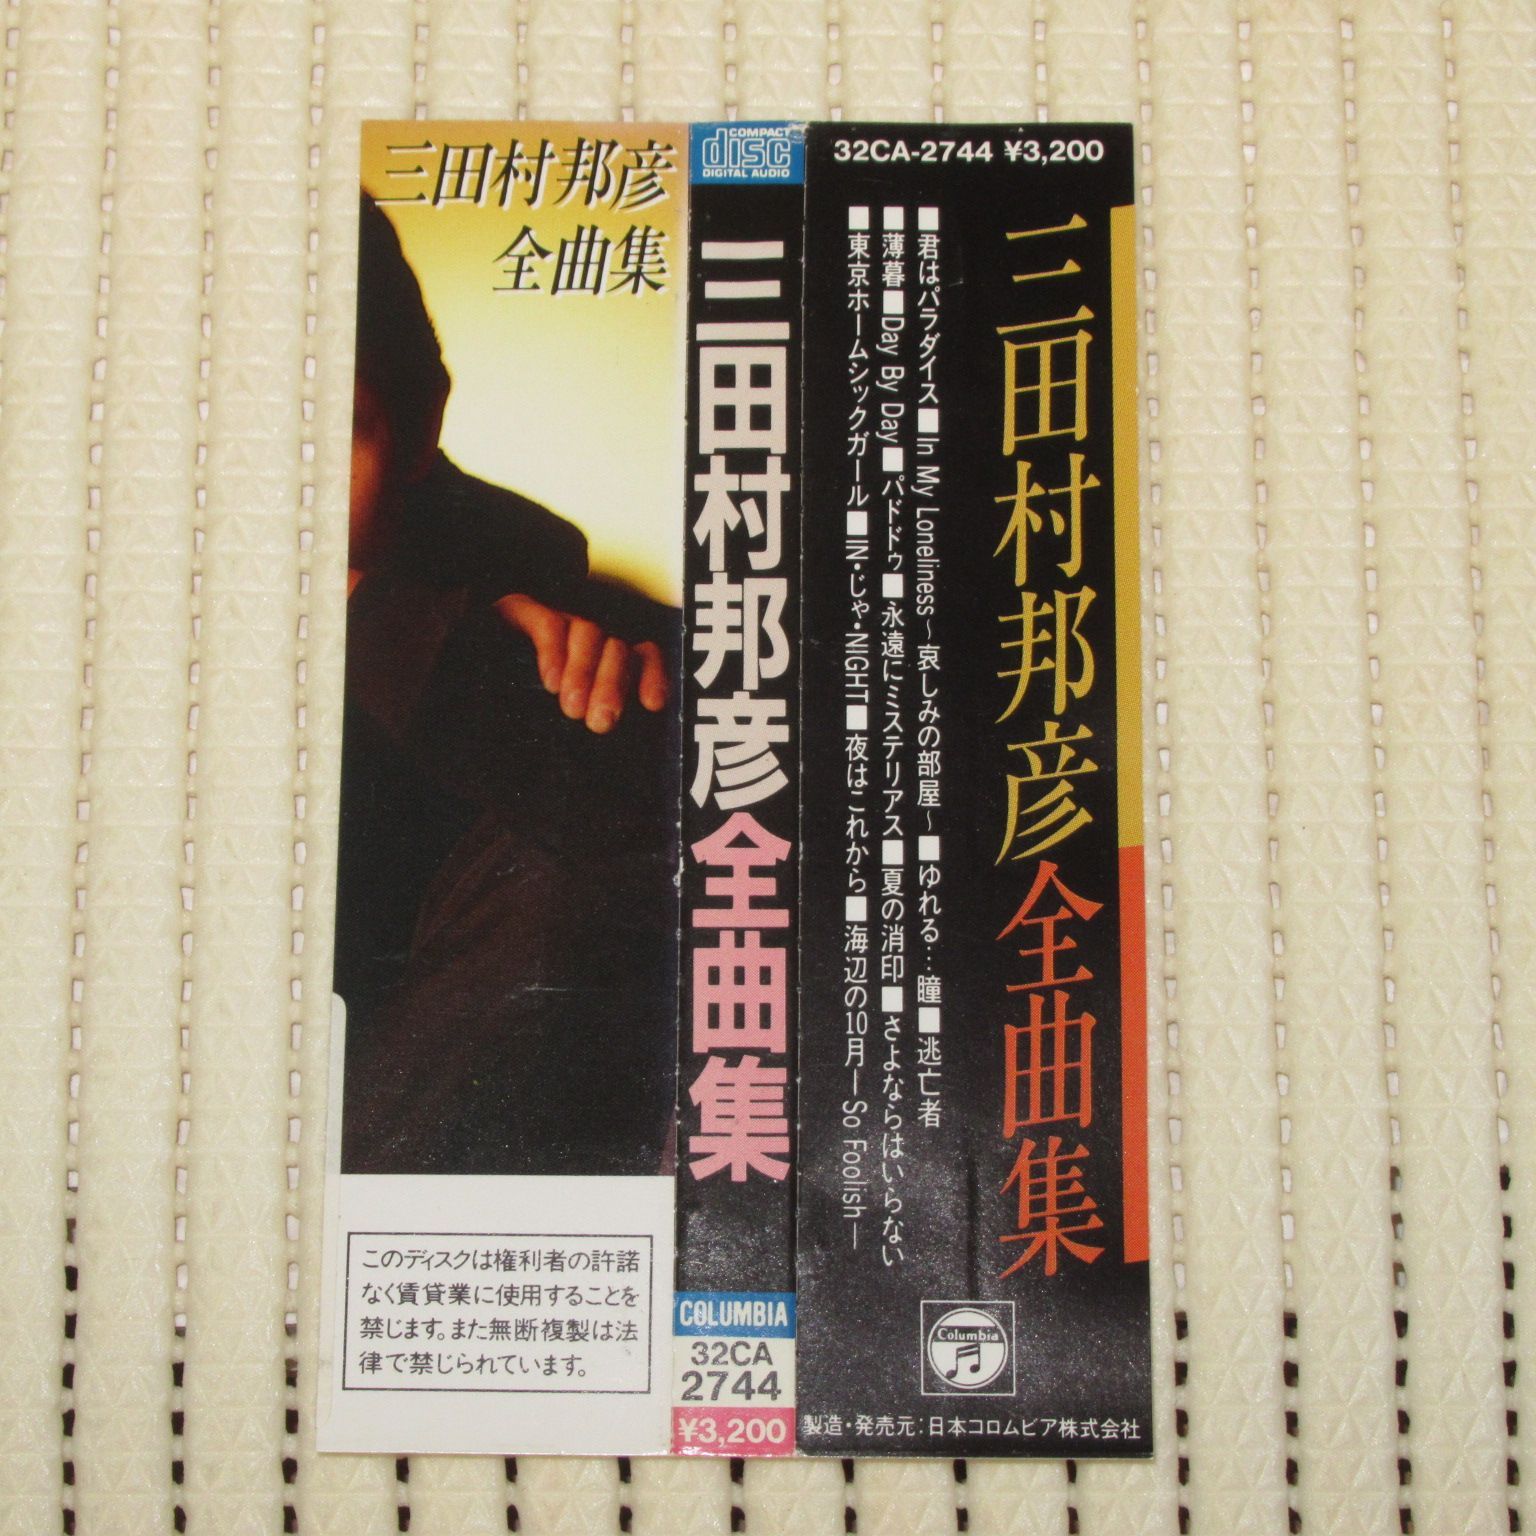 三田村邦彦
全曲集
このディスクは権利者の許諾
なく賃貸業に使用することを
禁じます。また無断複製は法
律で禁じられています。
COMPACT
disc
DIGITAL AUDIO
三田村邦彦全曲集
COLUMBIA
32CA
2744
¥3,200
32CA-2744 ¥3,200
三田村邦彦全曲集
■君はパラダイス■In My Loneliness～哀しみの部屋～■ゆれる…瞳■逃亡者
■薄暮■Day By Day■パドドゥ■永遠にミステリアス■夏の消印■さよならはいらない
■東京ホームシックガール■IN・じゃ・NIGHT■夜はこれから■海辺の10月―So Foolish―
Columbia
製造・発売元:日本コロムビア株式会社